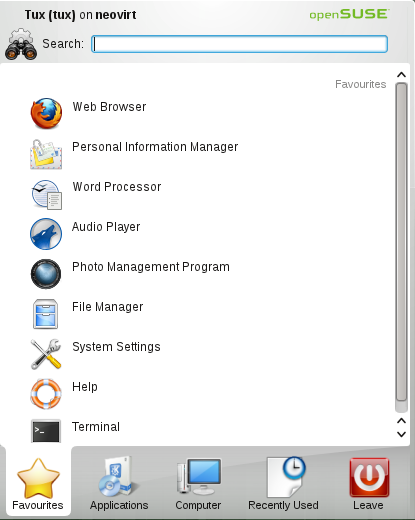 Tux (tux) on neovirt
openSUSE
Search:
Favourites
Web Browser
Personal Information Manager
Word Processor
Audio Player
Photo Management Program
File Manager
System Settings
Help
>_
Terminal
Favourites
Applications
Computer
Recently Used
Leave